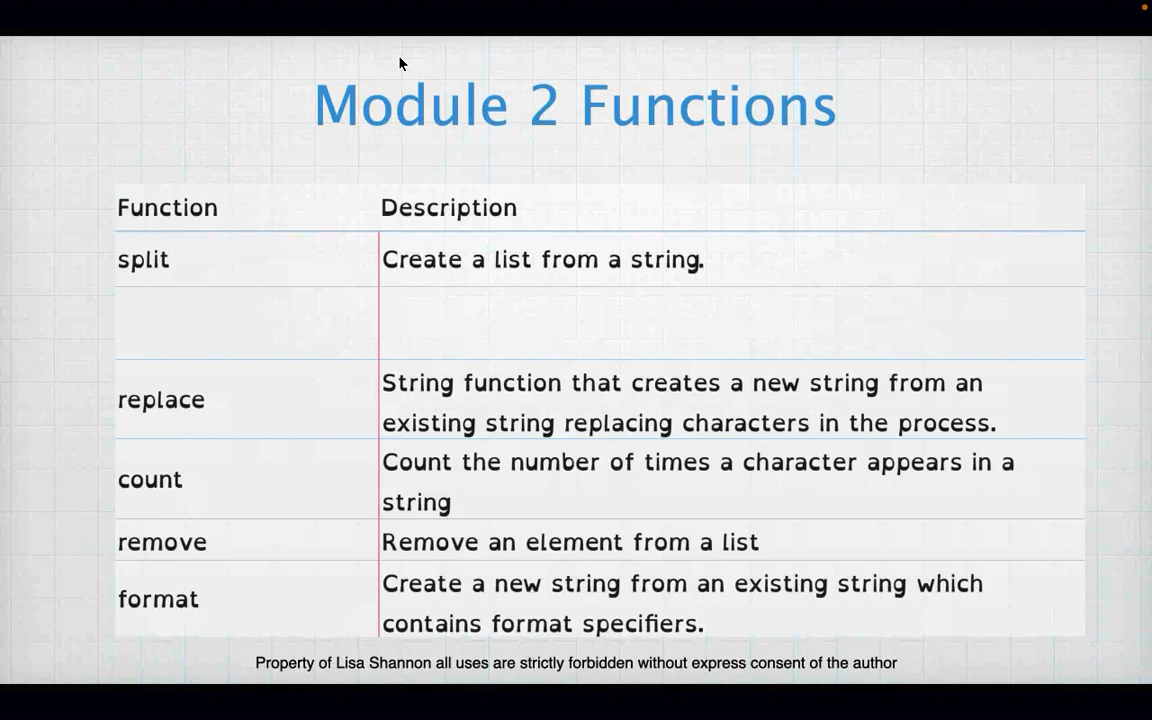 Module 2 Functions
Function Description
split Create a list from a string.
replace String function that creates a new string from an
existing string replacing characters in the process.
count Count the number of times a character appears in a
string
remove Remove an element from a list
format Create a new string from an existing string which
contains format specifiers.
Property of Lisa Shannon all uses are strictly forbidden without express consent of the author